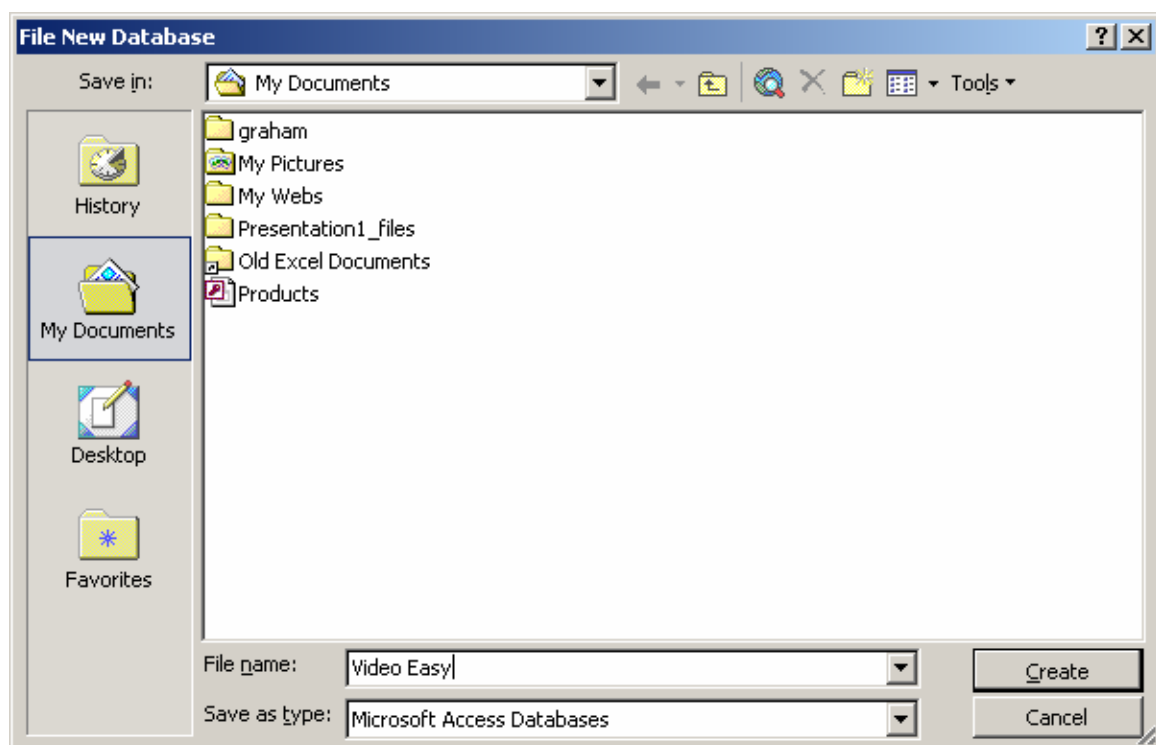 File New Database
Save in: My Documents Tools
graham
My Pictures
My Webs
Presentation1_files
Old Excel Documents
Products
History
My Documents
Desktop
Favorites
File name: Video Easy Create
Save as type: Microsoft Access Databases Cancel